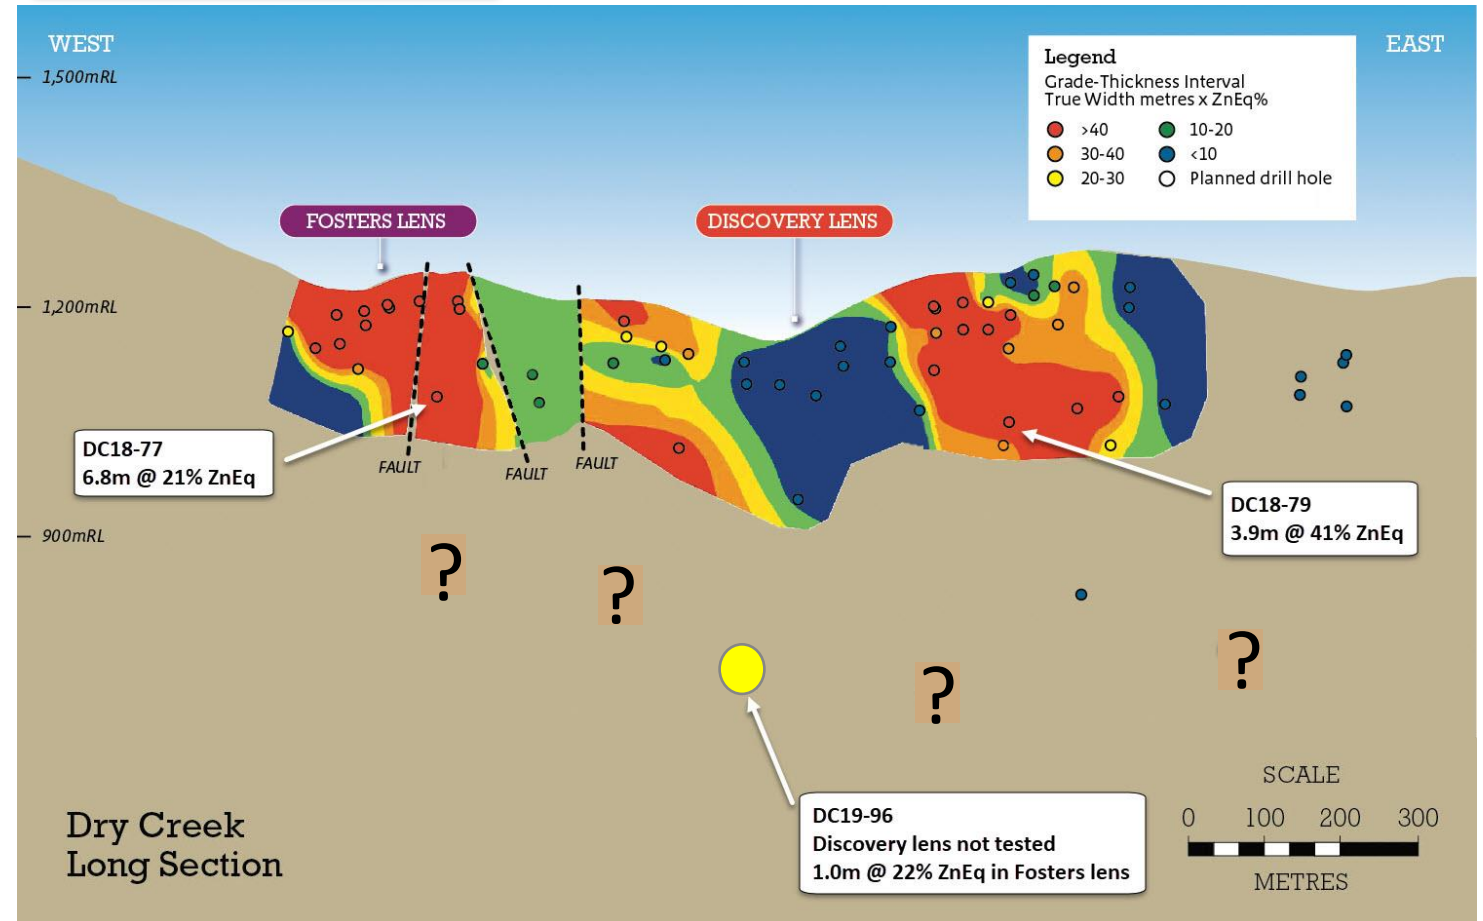 WEST
EAST
1,500mRL
Legend
Grade-Thickness Interval
True Width metres x ZnEq%
>40
10-20
30-40
<10
20-30
Planned drill hole
FOSTERS LENS
DISCOVERY LENS
1,200mRL
DC18-77
6.8m @ 21% ZnEq
FAULT
FAULT
FAULT
DC18-79
3.9m @ 41% ZnEq
900mRL
?
?
?
?
DC19-96
Discovery lens not tested
1.0m @ 22% ZnEq in Fosters lens
Dry Creek
Long Section
SCALE
0 100 200 300
METRES